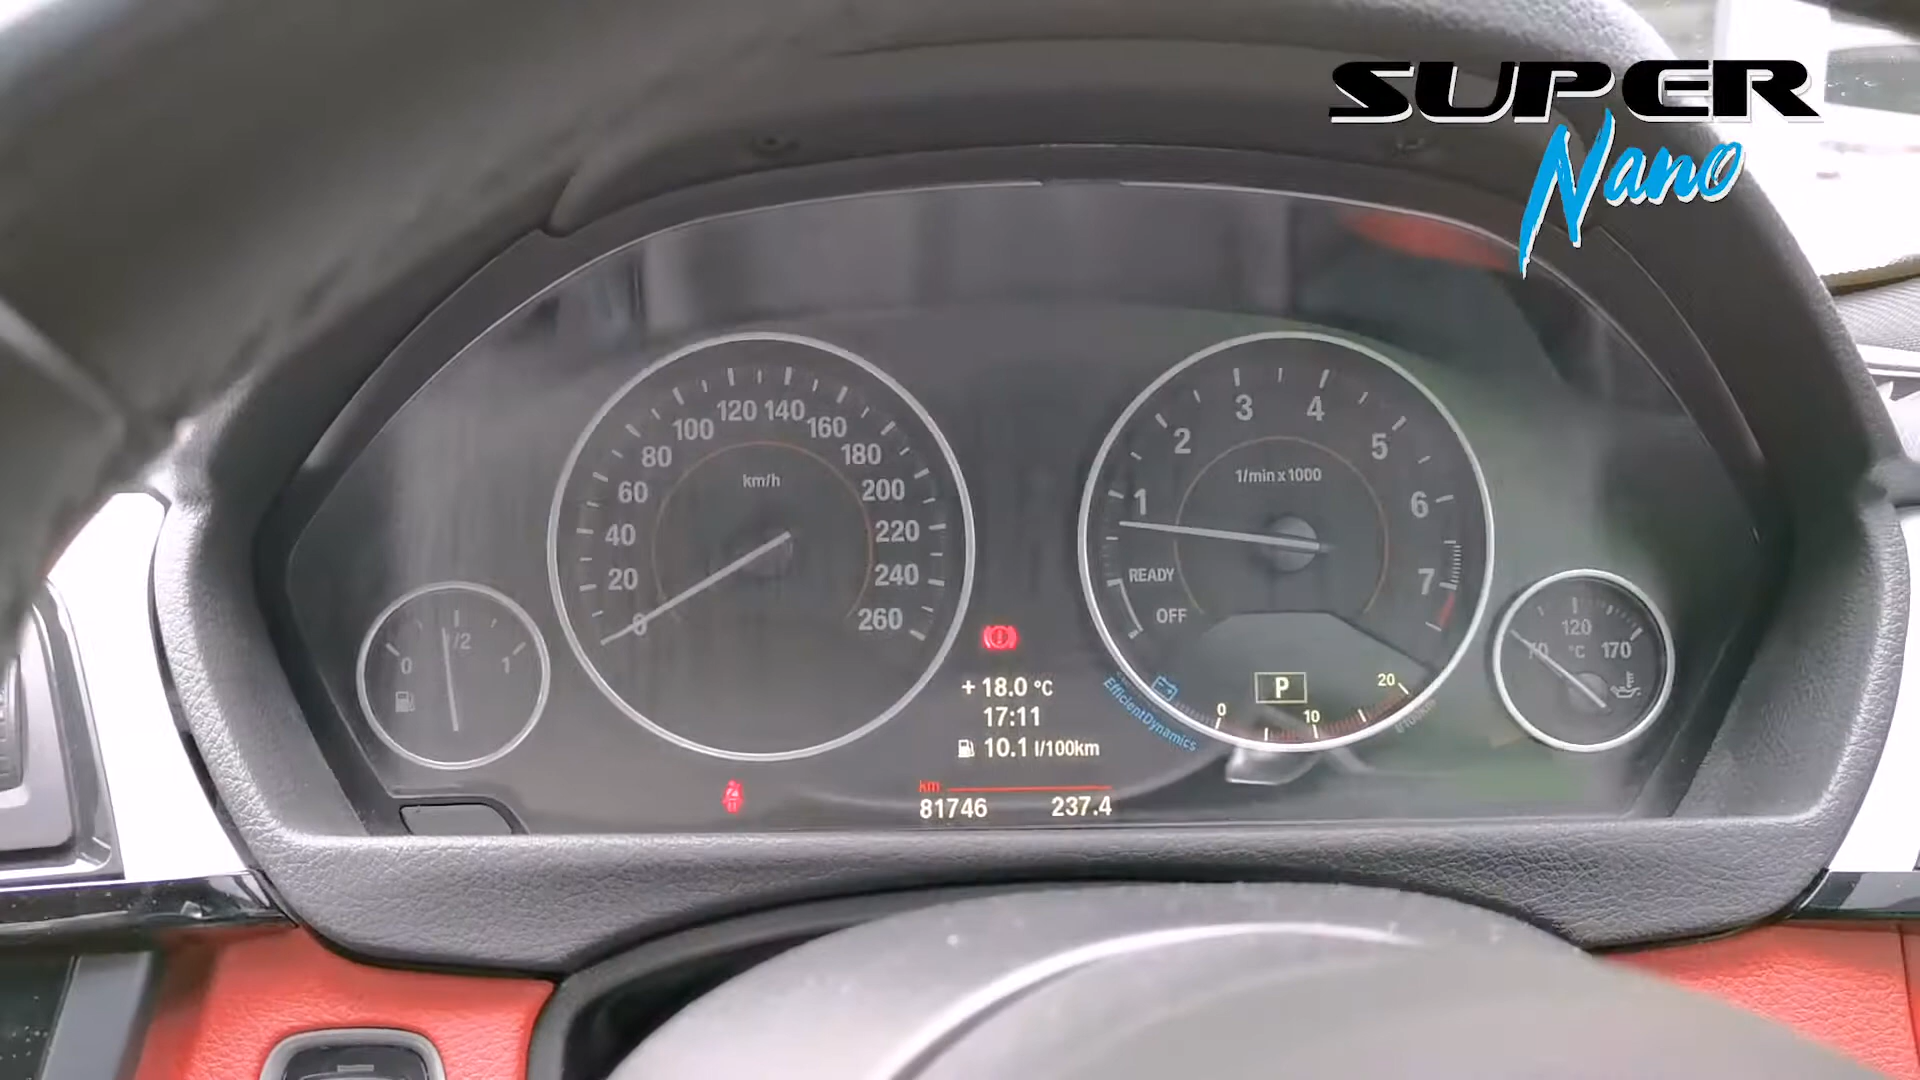 SUPER
Nano
0
1/2
1
0
20
40
60
80
100
120
140
160
180
200
220
240
260
km/h
+ 18.0 °C
17:11
10.1 l/100km
km
81746 237.4
1
2
3
4
5
6
7
1/min x 1000
READY
OFF
P
0
10
20
EfficientDynamics
70
120
170
°C